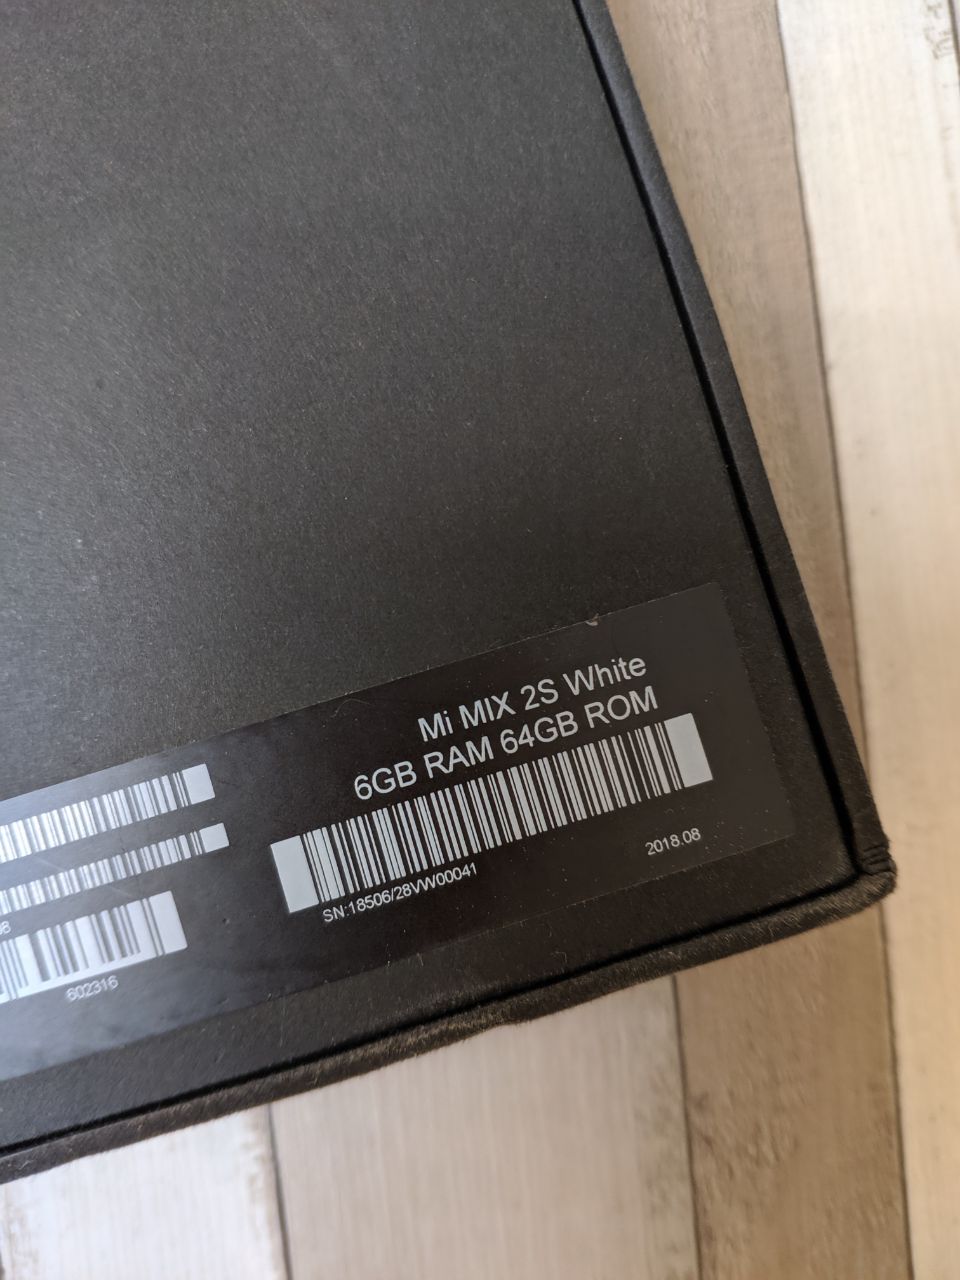 Mi MIX 2S White
6GB RAM 64GB ROM
SN:18506/28VW00041
2018.08
602316